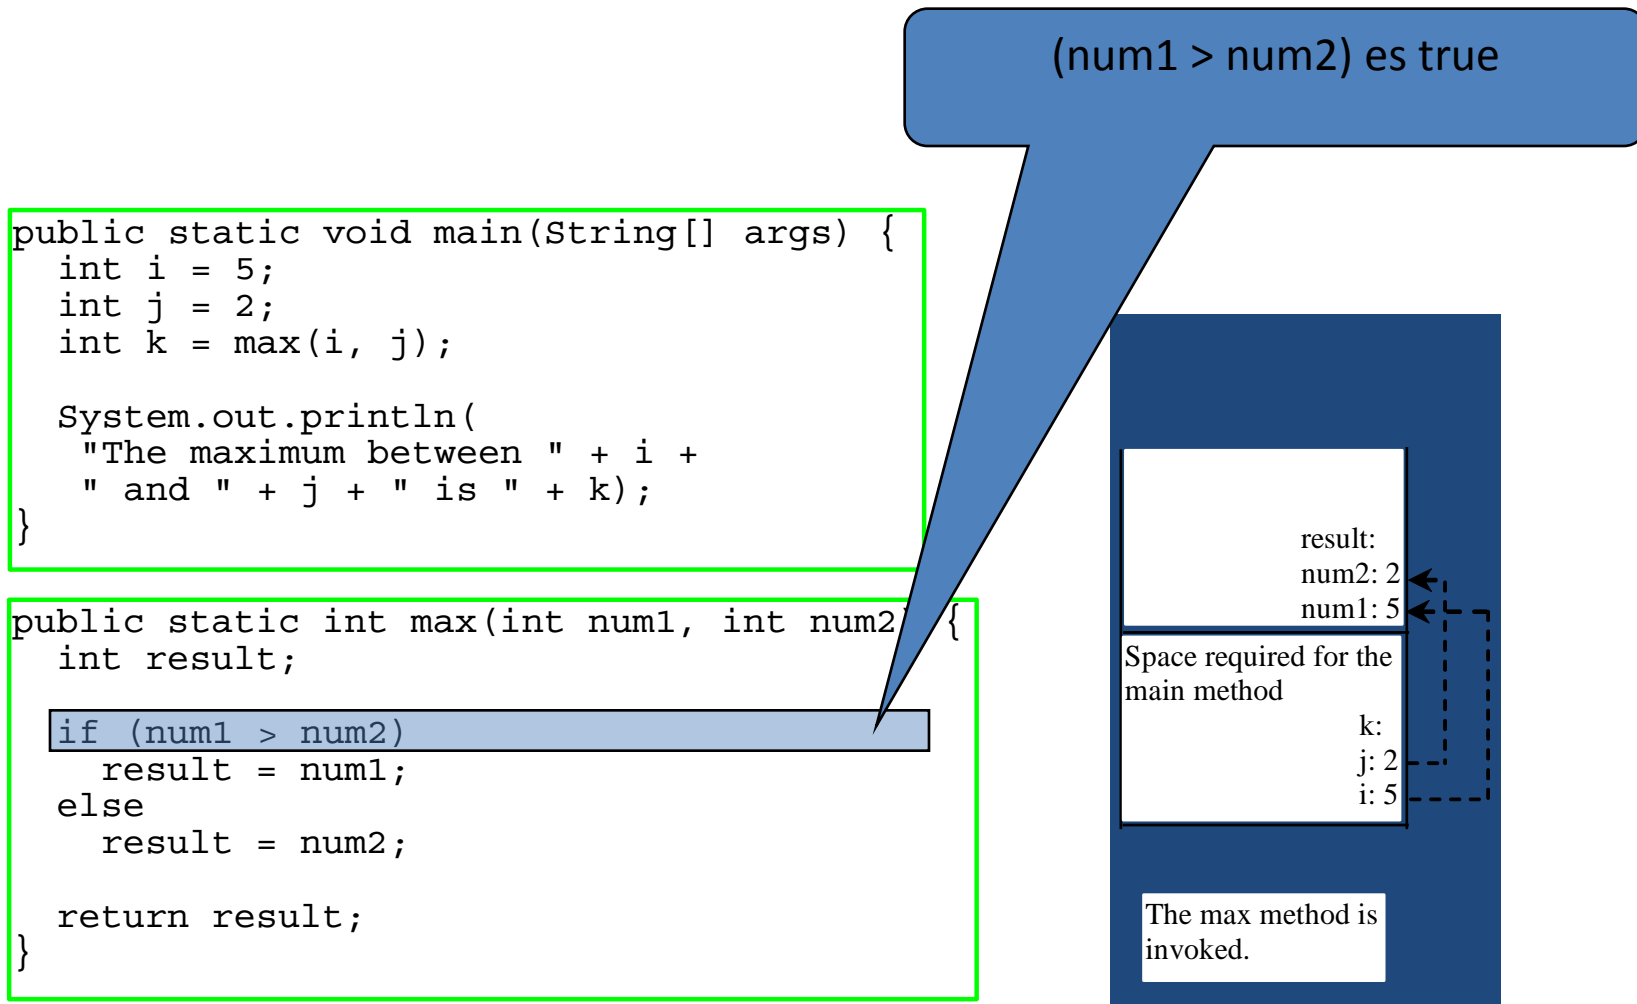 (num1 > num2) es true
public static void main(String[] args) {
  int i = 5;
  int j = 2;
  int k = max(i, j);
  System.out.println(
   "The maximum between " + i +
   " and " + j + " is " + k);
}
public static int max(int num1, int num2) {
  int result;
  if (num1 > num2)
    result = num1;
  else
    result = num2;
  return result;
}
result:
num2: 2
num1: 5
Space required for the
main method
k:
j: 2
i: 5
The max method is
invoked.